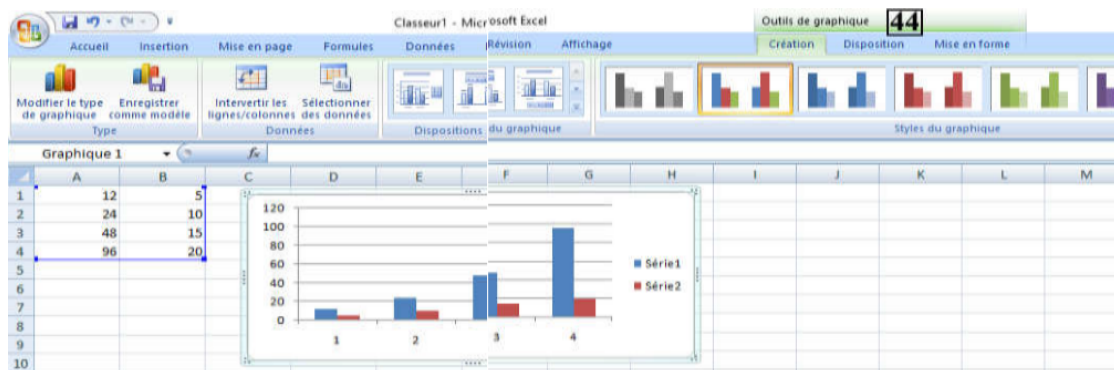 Classeur1 - Microsoft Excel
Outils de graphique 44
Accueil Insertion Mise en page Formules Données Révision Affichage Création Disposition Mise en forme
Modifier le type de graphique
Enregistrer comme modèle
Intervertir les lignes/colonnes
Sélectionner des données
Type Données Dispositions du graphique Styles du graphique
Graphique 1 fx
A B C D E F G H I J K L M
1 12 5
2 24 10
3 48 15
4 96 20
5
6
7
8
9
10
120
100
80
60
40
20
0
1 2 3 4
Série1
Série2